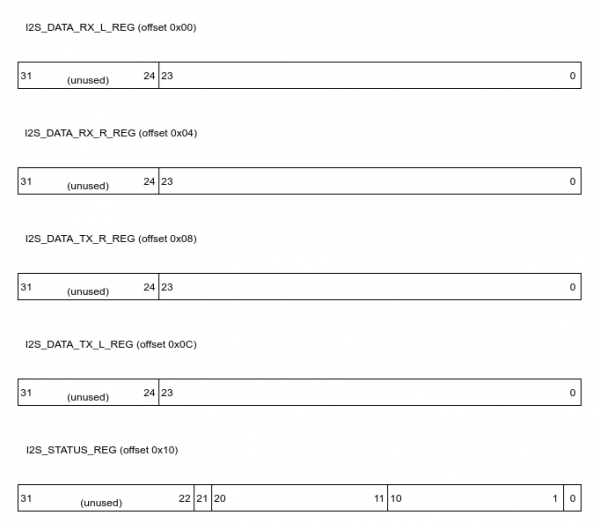 I2S_DATA_RX_L_REG (offset 0x00)
31 (unused) 24 23 0
I2S_DATA_RX_R_REG (offset 0x04)
31 (unused) 24 23 0
I2S_DATA_TX_R_REG (offset 0x08)
31 (unused) 24 23 0
I2S_DATA_TX_L_REG (offset 0x0C)
31 (unused) 24 23 0
I2S_STATUS_REG (offset 0x10)
31 (unused) 22 21 20 11 10 1 0